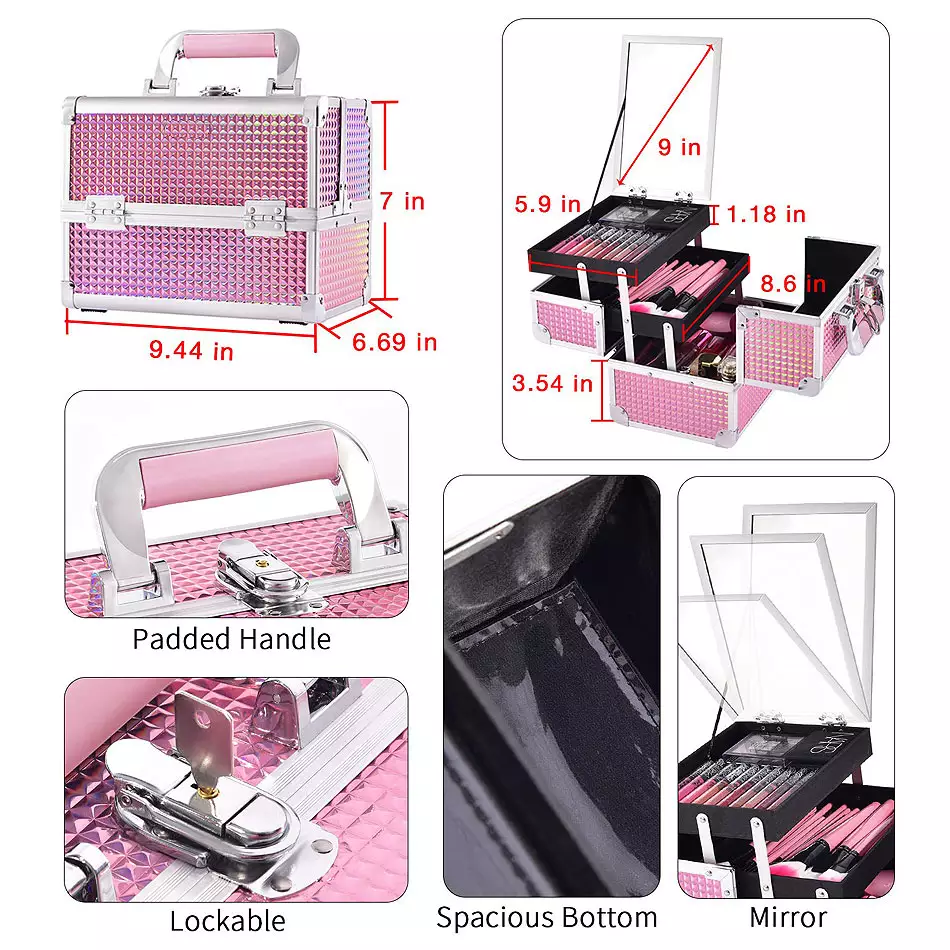 7 in
9.44 in
6.69 in
9 in
5.9 in
1.18 in
8.6 in
3.54 in
Padded Handle
Lockable
Spacious Bottom
Mirror